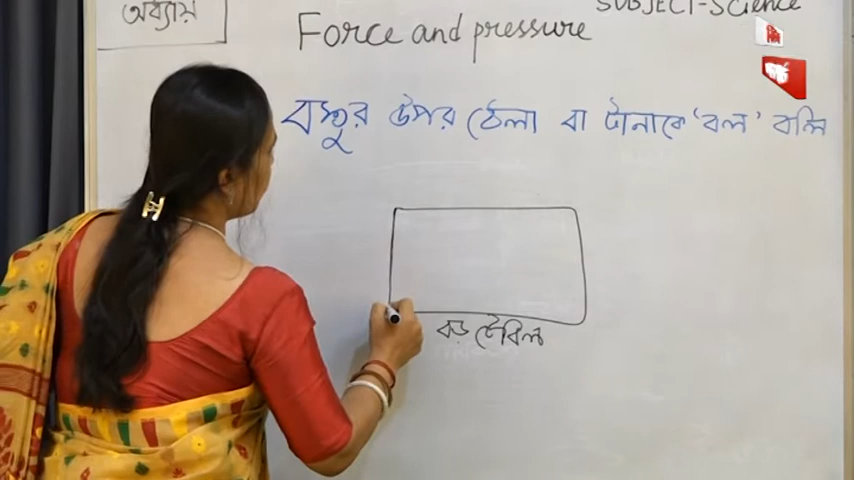 SUBJECT-Science
অধ্যায়
Force and pressure
বস্তুর উপর ঠেলা বা টানাকে 'বল' বলি
বড় টেবিল